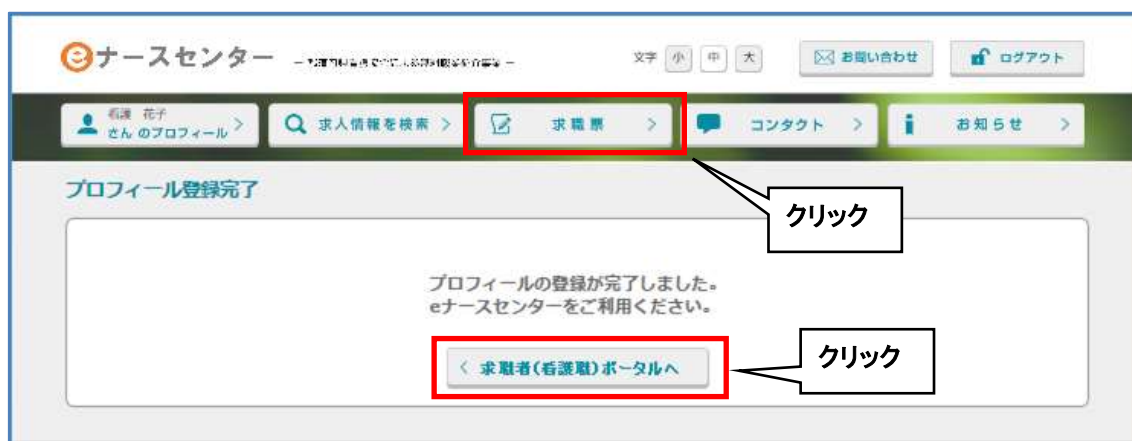 eナースセンター
文字 小 中 大
お問い合わせ
ログアウト
看護 花子
さん のプロフィール >
求人情報を検索 >
求職票 >
コンタクト >
お知らせ >
プロフィール登録完了
クリック
プロフィールの登録が完了しました。
eナースセンターをご利用ください。
< 求職者(看護職)ポータルへ
クリック